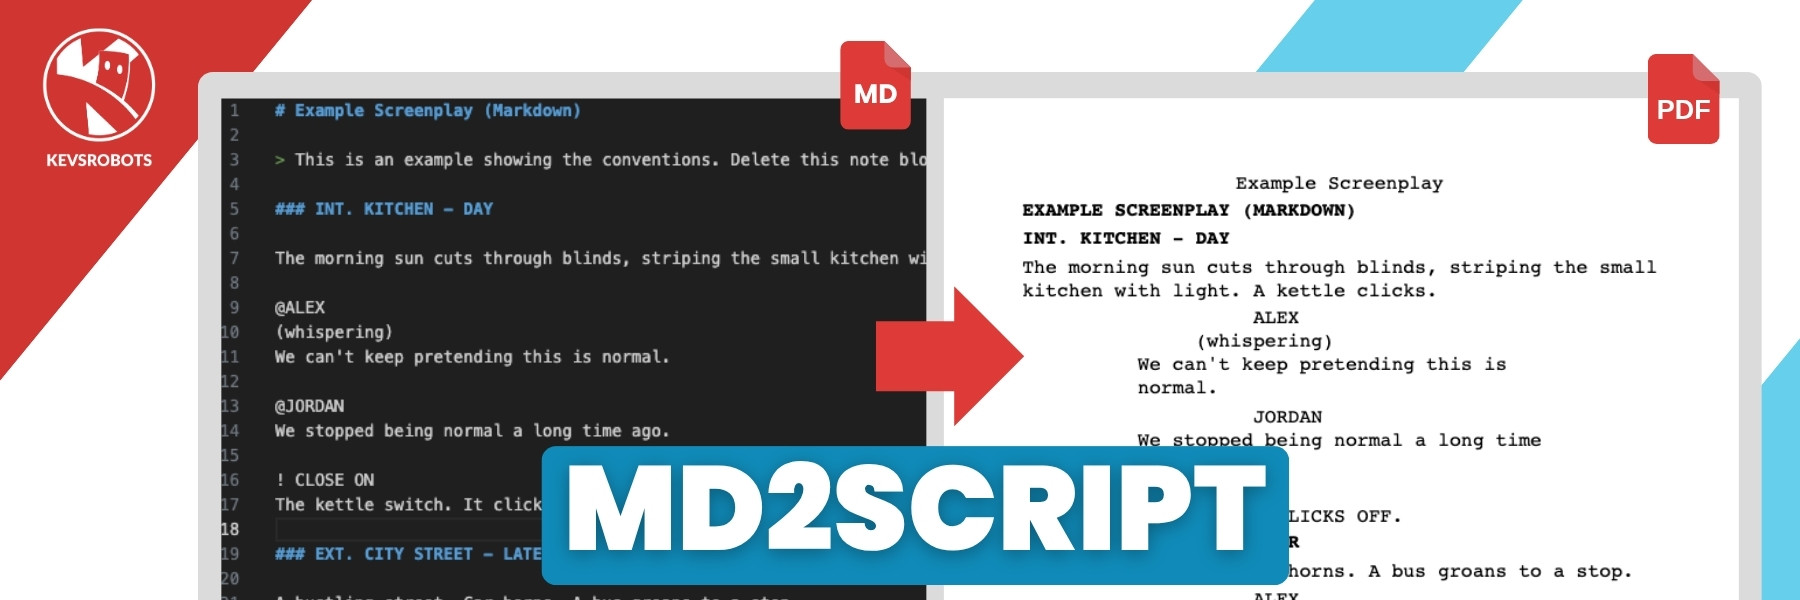 KEVSROBOTS
MD
1 # Example Screenplay (Markdown)
2
3 > This is an example showing the conventions. Delete this note blo
4
5 ### INT. KITCHEN – DAY
6
7 The morning sun cuts through blinds, striping the small kitchen wi
8
9 @ALEX
10 (whispering)
11 We can't keep pretending this is normal.
12
13 @JORDAN
14 We stopped being normal a long time ago.
15
16 ! CLOSE ON
17 The kettle switch. It click
18
19 ### EXT. CITY STREET – LATE
20
MD2SCRIPT
PDF
Example Screenplay
EXAMPLE SCREENPLAY (MARKDOWN)
INT. KITCHEN – DAY
The morning sun cuts through blinds, striping the small
kitchen with light. A kettle clicks.
ALEX
(whispering)
We can't keep pretending this is
normal.
JORDAN
We stopped being normal a long time
LICKS OFF.
R
horns. A bus groans to a stop.
ALEX